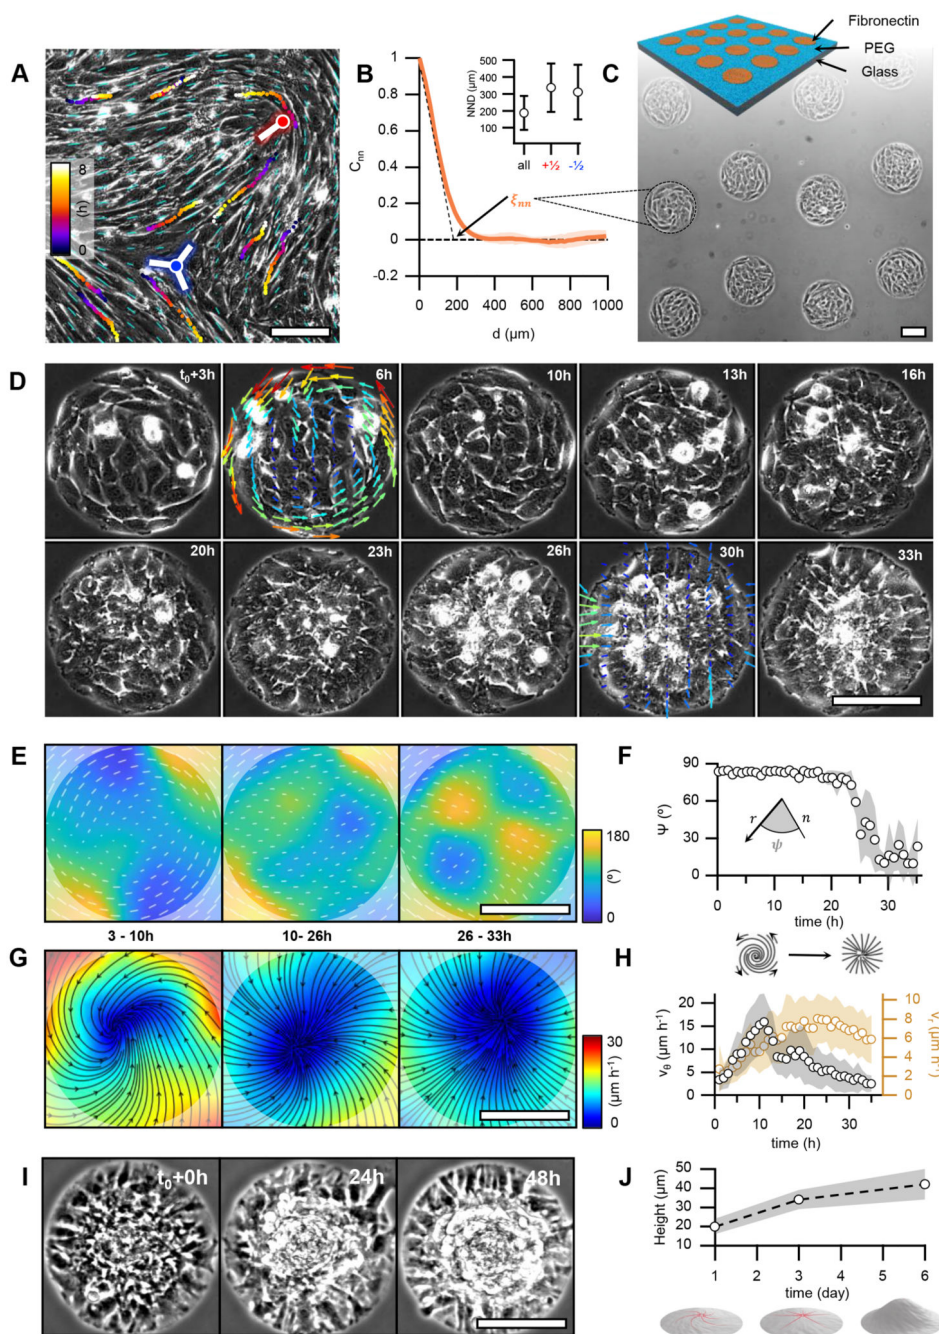 A
8
(h)
0
B
C_nn
1
0.8
0.6
0.4
0.2
0
-0.2
0 200 400 600 800 1000
d (µm)
NND (µm)
500
400
300
200
100
all +½ -½
ξ_nn
C
Fibronectin
PEG
Glass
D
t₀+3h 6h 10h 13h 16h
20h 23h 26h 30h 33h
E
180
(º)
0
3 - 10h 10- 26h 26 - 33h
F
Ψ (º)
90
60
30
0
r n
ψ
0 10 20 30
time (h)
G
30
(µm h⁻¹)
0
H
v_θ (µm h⁻¹)
20
15
10
5
0
10
8
6
4
2
0
(µm h⁻¹)
0 10 20 30
time (h)
I
t₀+0h 24h 48h
J
Height (µm)
50
40
30
20
10
1 2 3 4 5 6
time (day)